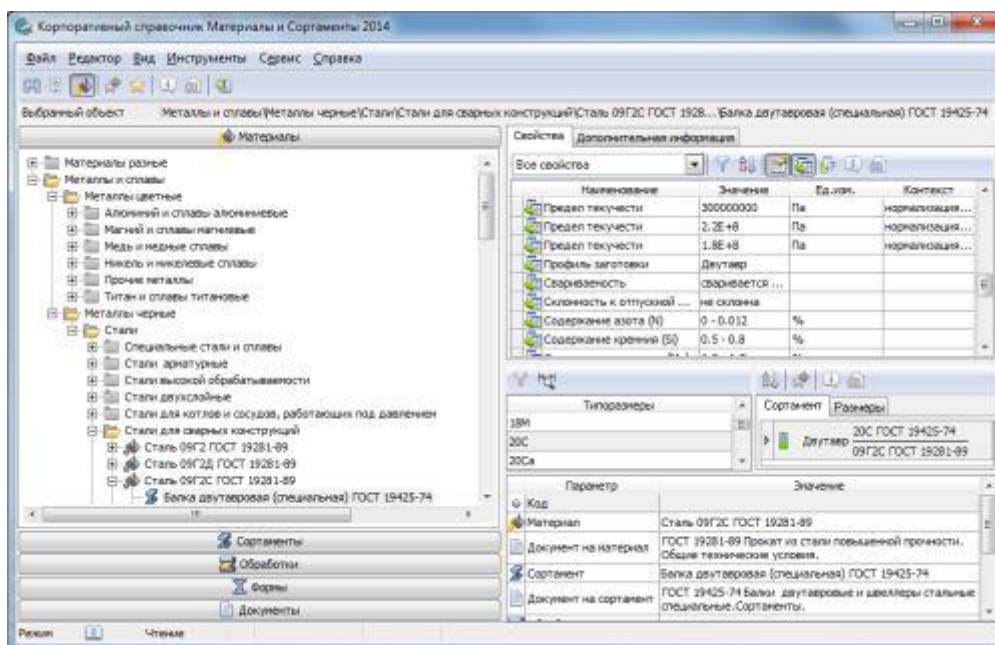 Корпоративный справочник Материалы и Сортаменты 2014
Файл Редактор Вид Инструменты Сервис Справка
Выбранный объект Металлы и сплавы\Металлы черные\Стали\Стали для сварных конструкций\Сталь 09Г2С ГОСТ 1928... \Балка двутавровая (специальная) ГОСТ 19425-74
Материалы
Материалы разные
Металлы и сплавы
Металлы цветные
Алюминий и сплавы алюминиевые
Магний и сплавы магниевые
Медь и медные сплавы
Никель и никелевые сплавы
Прочие металлы
Титан и сплавы титановые
Металлы черные
Стали
Специальные стали и сплавы
Стали арматурные
Стали высокой обрабатываемости
Стали двухслойные
Стали для котлов и сосудов, работающих под давлением
Стали для сварных конструкций
Сталь 09Г2 ГОСТ 19281-89
Сталь 09Г2Д ГОСТ 19281-89
Сталь 09Г2С ГОСТ 19281-89
Балка двутавровая (специальная) ГОСТ 19425-74
Сортаменты
Обработки
Формы
Документы
Свойства Дополнительная информация
Все свойства
Наименование Значение Ед.изм. Контекст
Предел текучести 300000000 Па нормализация...
Предел текучести 2.2E+8 Па нормализация...
Предел текучести 1.8E+8 Па нормализация...
Профиль заготовки Двутавр
Свариваемость сваривается ...
Склонность к отпускной ... не склонна
Содержание азота (N) 0 - 0.012 %
Содержание кремния (Si) 0.5 - 0.8 %
Типоразмеры
18М
20С
20Са
Сортамент Размеры
Двутавр 20С ГОСТ 19425-74
09Г2С ГОСТ 19281-89
Параметр Значение
Код
Материал Сталь 09Г2С ГОСТ 19281-89
Документ на материал ГОСТ 19281-89 Прокат из стали повышенной прочности.
Общие технические условия.
Сортамент Балка двутавровая (специальная) ГОСТ 19425-74
Документ на сортамент ГОСТ 19425-74 Балки двутавровые и швеллеры стальные
специальные.Сортаменты.
Режим Чтение